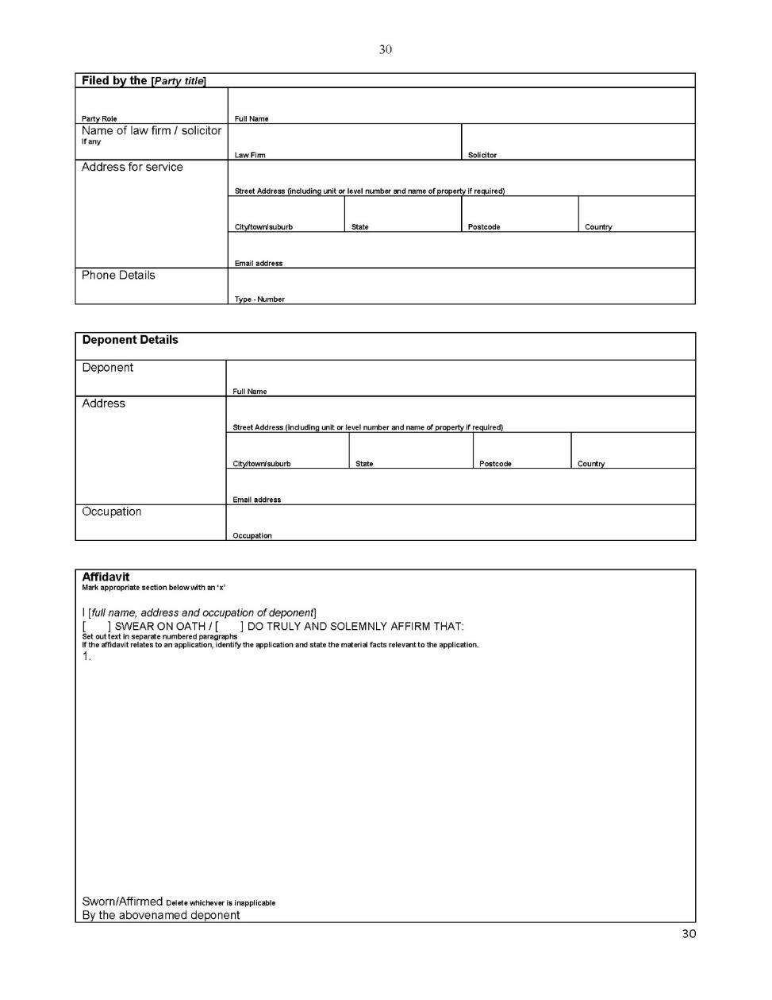 30
Filed by the [Party title]
Party Role
Full Name
Name of law firm / solicitor
If any
Law Firm
Solicitor
Address for service
Street Address (including unit or level number and name of property if required)
City/town/suburb
State
Postcode
Country
Email address
Phone Details
Type - Number
Deponent Details
Deponent
Full Name
Address
Street Address (including unit or level number and name of property if required)
City/town/suburb
State
Postcode
Country
Email address
Occupation
Occupation
Affidavit
Mark appropriate section below with an ‘x’
I [full name, address and occupation of deponent]
[ ] SWEAR ON OATH / [ ] DO TRULY AND SOLEMNLY AFFIRM THAT:
Set out text in separate numbered paragraphs
If the affidavit relates to an application, identify the application and state the material facts relevant to the application.
1.
Sworn/Affirmed Delete whichever is inapplicable
By the abovenamed deponent
30